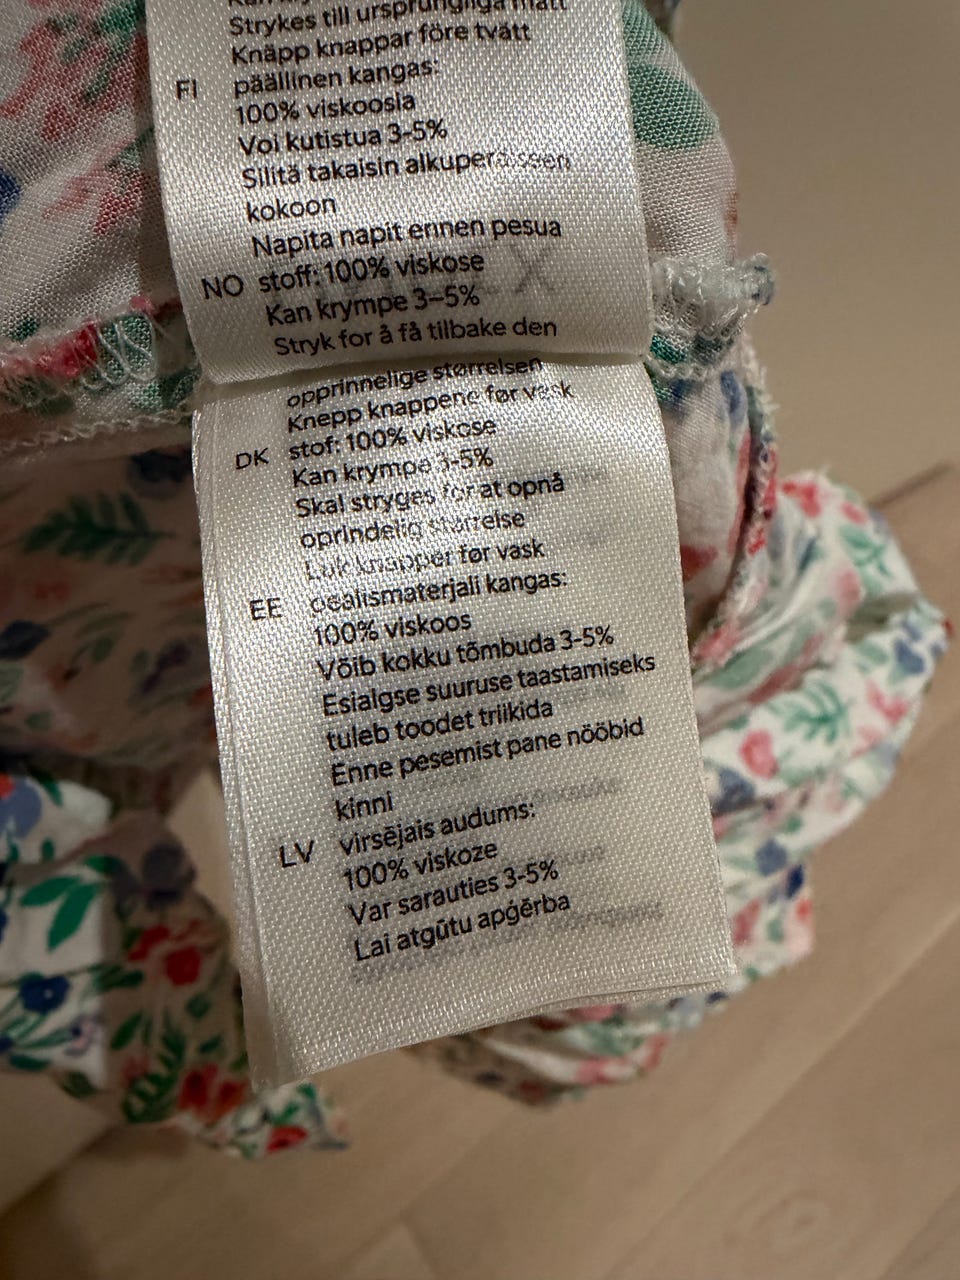 Strykes till ursprungliga mått
Knäpp knappar före tvätt
FI päällinen kangas:
100% viskoosia
Voi kutistua 3-5%
Silitä takaisin alkuperäiseen
kokoon
Napita napit ennen pesua
NO stoff: 100% viskose
Kan krympe 3–5%
Stryk for å få tilbake den
opprinnelige størrelsen
Knepp knappene før vask
DK stof: 100% viskose
Kan krympe 3-5%
Skal stryges for at opnå
oprindelig størrelse
Luk knapper før vask
EE pealismaterjali kangas:
100% viskoos
Võib kokku tõmbuda 3-5%
Esialgse suuruse taastamiseks
tuleb toodet triikida
Enne pesemist pane nööbid
kinni
LV virsējais audums:
100% viskoze
Var sarauties 3-5%
Lai atgūtu apģērba